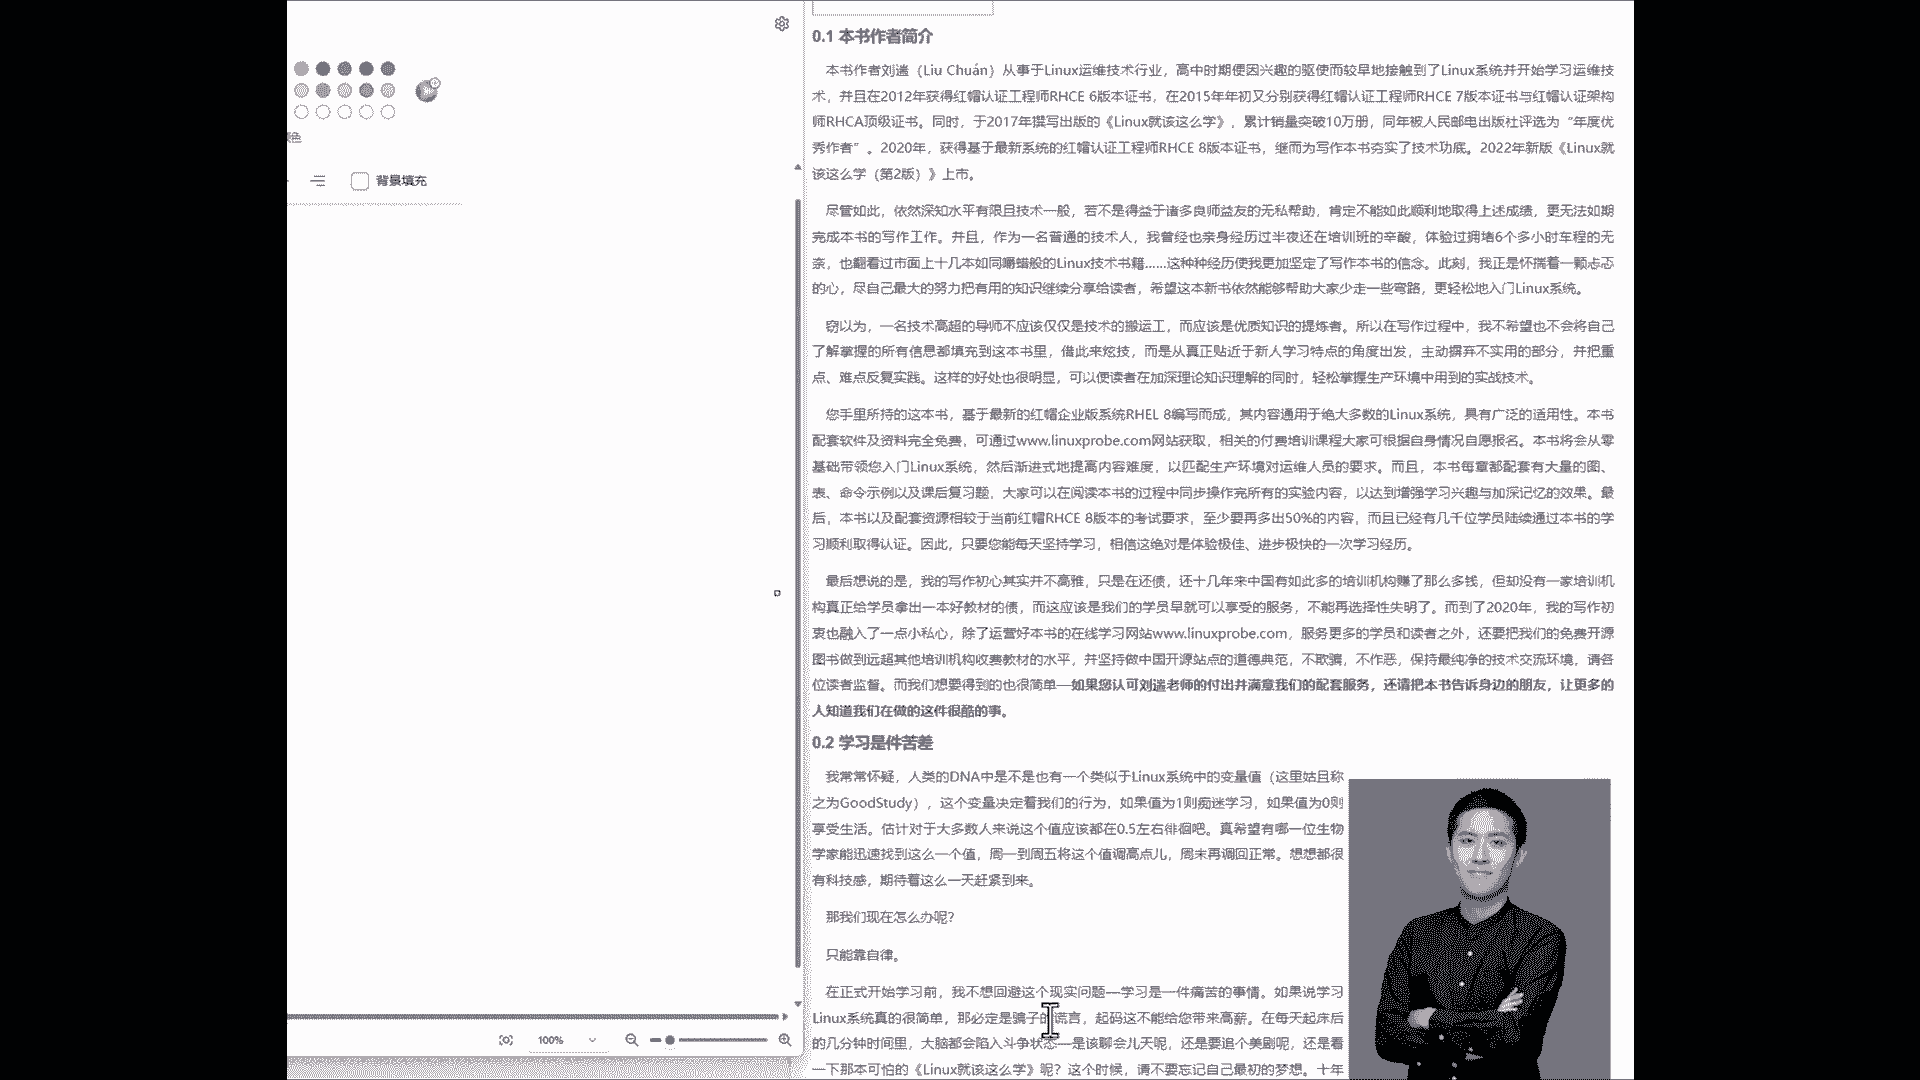 颜色
背景填充
100%
0.1 本书作者简介
本书作者刘遄（Liu Chuán）从事于Linux运维技术行业，高中时期便因兴趣的驱使而较早地接触到了Linux系统并开始学习运维技
术，并且在2012年获得红帽认证工程师RHCE 6版本证书，在2015年年初又分别获得红帽认证工程师RHCE 7版本证书与红帽认证架构
师RHCA顶级证书。同时，于2017年撰写出版的《Linux就该这么学》，累计销量突破10万册，同年被人民邮电出版社评选为“年度优
秀作者”。2020年，获得基于最新系统的红帽认证工程师RHCE 8版本证书，继而为写作本书夯实了技术功底。2022年新版《Linux就
该这么学（第2版）》上市。
尽管如此，依然深知水平有限且技术一般，若不是得益于诸多良师益友的无私帮助，肯定不能如此顺利地取得上述成绩，更无法如期
完成本书的写作工作。并且，作为一名普通的技术人，我曾经也亲身经历过半夜还在培训班的辛酸，体验过拥堵6个多小时车程的无
奈，也翻看过市面上十几本如同嚼蜡般的Linux技术书籍……这种种经历使我更加坚定了写作本书的信念。此刻，我正是怀揣着一颗忐忑
的心，尽自己最大的努力把有用的知识继续分享给读者，希望这本新书依然能够帮助大家少走一些弯路，更轻松地入门Linux系统。
窃以为，一名技术高超的导师不应该仅仅是技术的搬运工，而应该是优质知识的提炼者。所以在写作过程中，我不希望也不会将自己
了解掌握的所有信息都填充到这本书里，借此来炫技，而是从真正贴近于新人学习特点的角度出发，主动摒弃不实用的部分，并把重
点、难点反复实践。这样的好处也很明显，可以使读者在加深理论知识理解的同时，轻松掌握生产环境中用到的实战技术。
您手里所持的这本书，基于最新的红帽企业版系统RHEL 8编写而成，其内容通用于绝大多数的Linux系统，具有广泛的适用性。本书
配套软件及资料完全免费，可通过www.linuxprobe.com网站获取，相关的付费培训课程大家可根据自身情况自愿报名。本书将会从零
基础带领您入门Linux系统，然后渐进式地提高内容难度，以匹配生产环境对运维人员的要求。而且，本书每章都配套有大量的图、
表、命令示例以及课后复习题，大家可以在阅读本书的过程中同步操作完所有的实验内容，以达到增强学习兴趣与加深记忆的效果。最
后，本书以及配套资源相较于当前红帽RHCE 8版本的考试要求，至少要再多出50%的内容，而且已经有几千位学员陆续通过本书的学
习顺利取得认证。因此，只要您能每天坚持学习，相信这绝对是体验极佳、进步极快的一次学习经历。
最后想说的是，我的写作初心其实并不高雅，只是在还债，还十几年来中国有如此多的培训机构赚了那么多钱，但却没有一家培训机
构真正给学员拿出一本好教材的债，而这应该是我们的学员早就可以享受的服务，不能再选择性失明了。而到了2020年，我的写作初
衷也融入了一点小私心，除了运营好本书的在线学习网站www.linuxprobe.com，服务更多的学员和读者之外，还要把我们的免费开源
图书做到远超其他培训机构收费教材的水平，并坚持做中国开源站点的道德典范，不欺骗，不作恶，保持最纯净的技术交流环境，请各
位读者监督。而我们想要得到的也很简单—如果您认可刘遄老师的付出并满意我们的配套服务，还请把本书告诉身边的朋友，让更多的
人知道我们在做的这件很酷的事。
0.2 学习是件苦差
我常常怀疑，人类的DNA中是不是也有一个类似于Linux系统中的变量值（这里姑且称
之为GoodStudy），这个变量决定着我们的行为，如果值为1则痴迷学习，如果值为0则
享受生活。估计对于大多数人来说这个值应该都在0.5左右徘徊吧。真希望有哪一位生物
学家能迅速找到这么一个值，周一到周五将这个值调高点儿，周末再调回正常。想想都很
有科技感，期待着这么一天赶紧到来。
那我们现在怎么办呢？
只能靠自律。
在正式开始学习前，我不想回避这个现实问题—学习是一件痛苦的事情。如果说学习
Linux系统真的很简单，那必定是骗子的谎言，起码这不能给您带来高薪。在每天起床后
的几分钟时间里，大脑都会陷入斗争状态—是该聊会儿天呢，还是要追个美剧呢，还是看
一下那本可怕的《Linux就该这么学》呢？这个时候，请不要忘记自己最初的梦想。十年